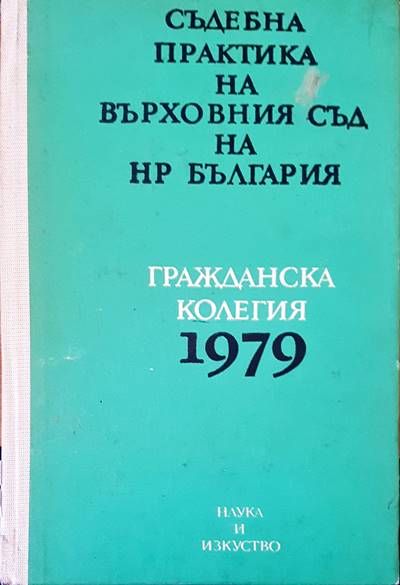 СЪДЕБНА
ПРАКТИКА
НА
ВЪРХОВНИЯ СЪД
НА
НР БЪЛГАРИЯ
ГРАЖДАНСКА
КОЛЕГИЯ
1979
НАУКА
И
ИЗКУСТВО